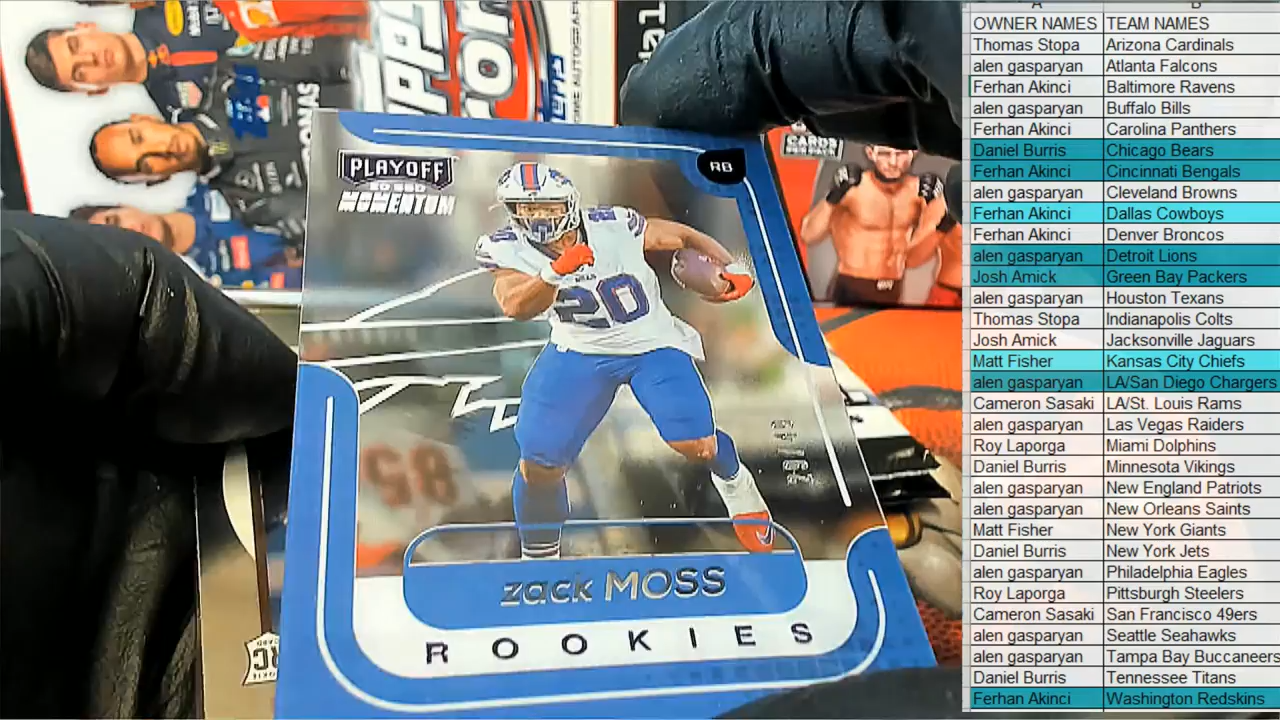 A B
OWNER NAMES TEAM NAMES
Thomas Stopa Arizona Cardinals
alen gasparyan Atlanta Falcons
Ferhan Akinci Baltimore Ravens
alen gasparyan Buffalo Bills
Ferhan Akinci Carolina Panthers
Daniel Burris Chicago Bears
Ferhan Akinci Cincinnati Bengals
alen gasparyan Cleveland Browns
Ferhan Akinci Dallas Cowboys
Ferhan Akinci Denver Broncos
alen gasparyan Detroit Lions
Josh Amick Green Bay Packers
alen gasparyan Houston Texans
Thomas Stopa Indianapolis Colts
Josh Amick Jacksonville Jaguars
Matt Fisher Kansas City Chiefs
alen gasparyan LA/San Diego Chargers
Cameron Sasaki LA/St. Louis Rams
alen gasparyan Las Vegas Raiders
Roy Laporga Miami Dolphins
Daniel Burris Minnesota Vikings
alen gasparyan New England Patriots
alen gasparyan New Orleans Saints
Matt Fisher New York Giants
Daniel Burris New York Jets
alen gasparyan Philadelphia Eagles
Roy Laporga Pittsburgh Steelers
Cameron Sasaki San Francisco 49ers
alen gasparyan Seattle Seahawks
alen gasparyan Tampa Bay Buccaneers
Daniel Burris Tennessee Titans
Ferhan Akinci Washington Redskins
PLAYOFF
MOMENTUM
RB
20
20
58
zack MOSS
ROOKIES
CARDS
PER PACK
RC